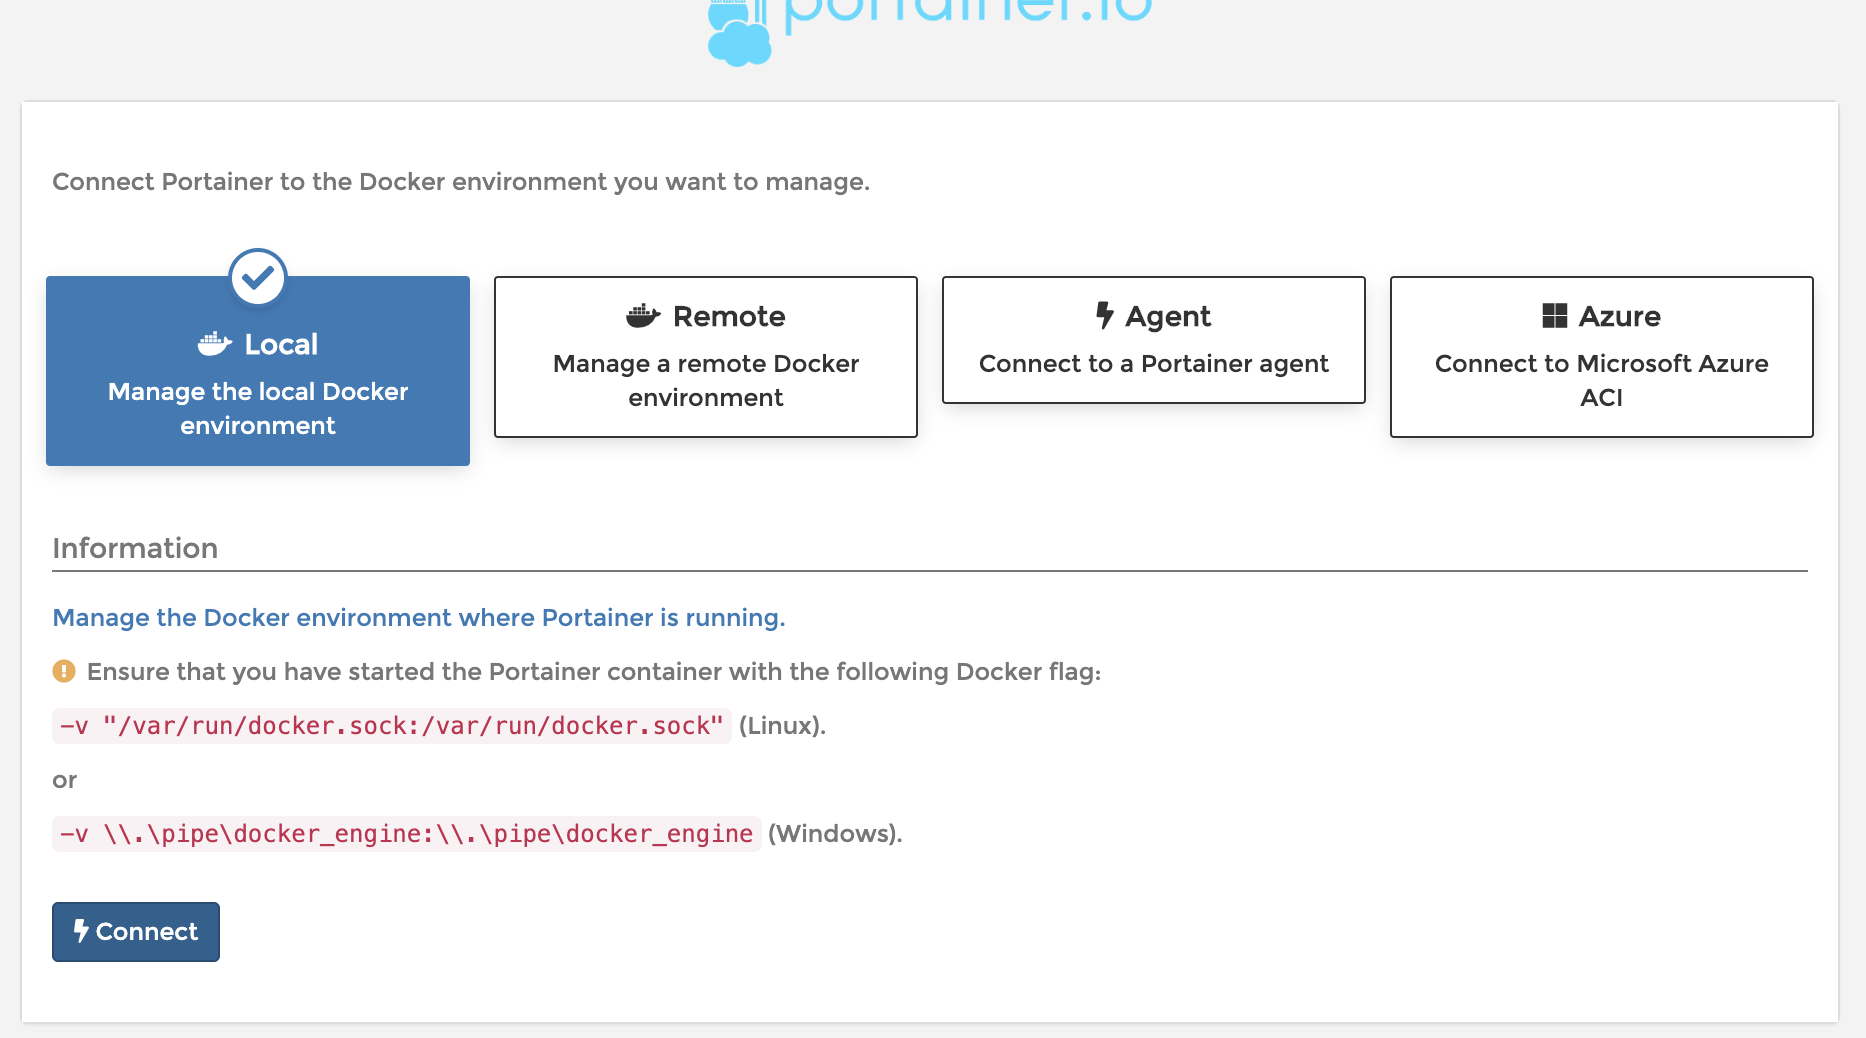 portainer.io
Connect Portainer to the Docker environment you want to manage.
Local
Manage the local Docker
environment
Remote
Manage a remote Docker
environment
Agent
Connect to a Portainer agent
Azure
Connect to Microsoft Azure
ACI
Information
Manage the Docker environment where Portainer is running.
Ensure that you have started the Portainer container with the following Docker flag:
-v "/var/run/docker.sock:/var/run/docker.sock" (Linux).
or
-v \\.\pipe\docker_engine:\\.\pipe\docker_engine (Windows).
Connect